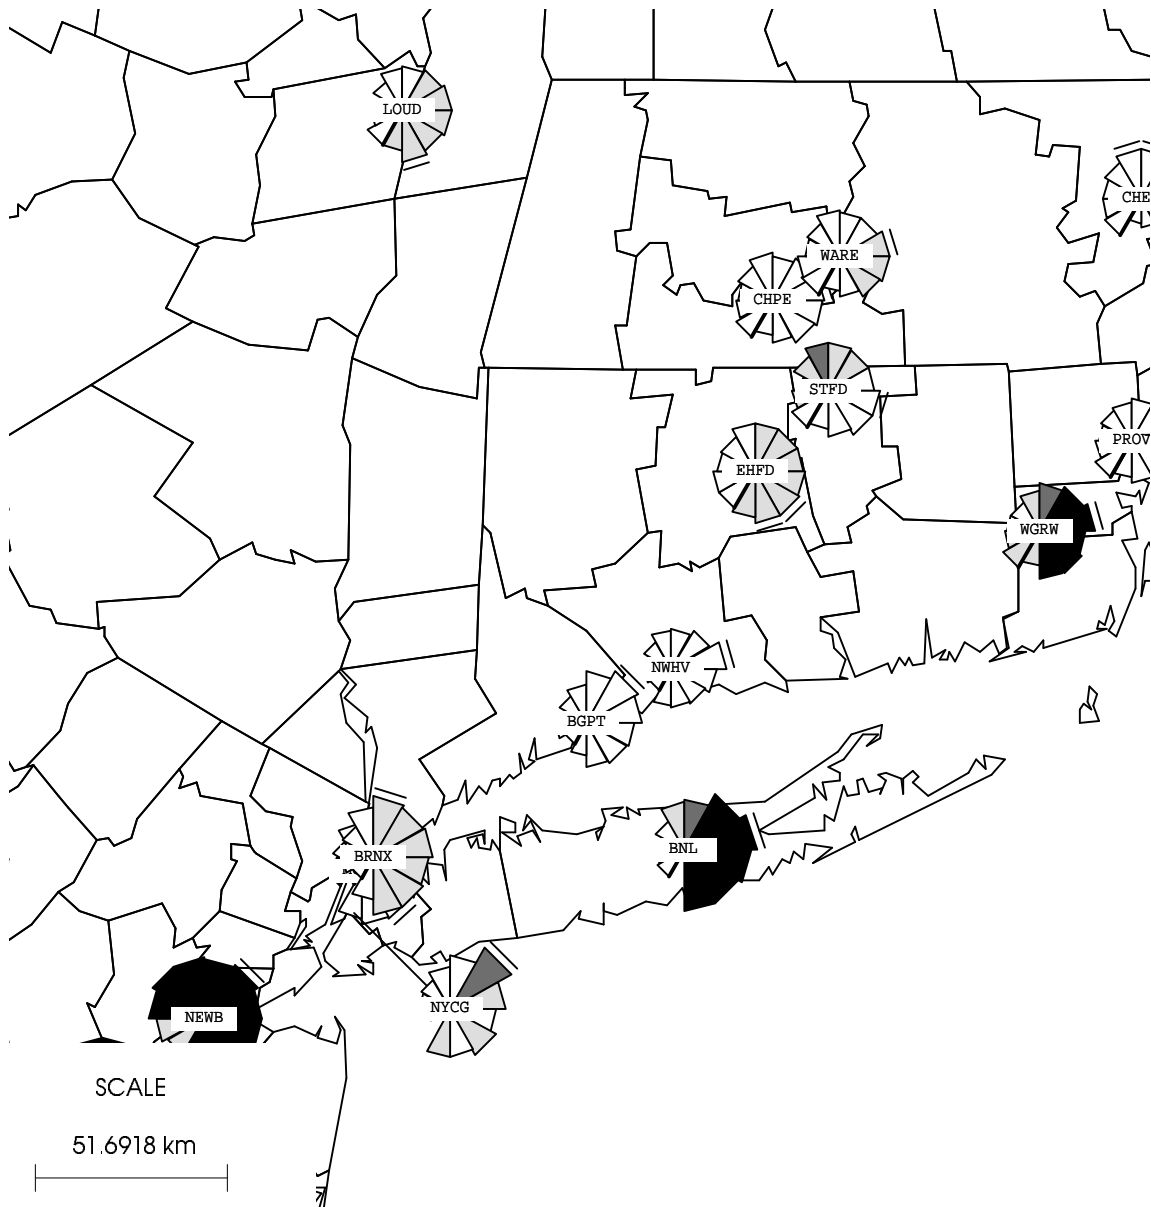 LOUD
CHE
WARE
CHPE
STFD
PROV
EHFD
WGRW
NWHV
BGPT
BNL
BRNX
NYCG
NEWB
SCALE
51.6918 km